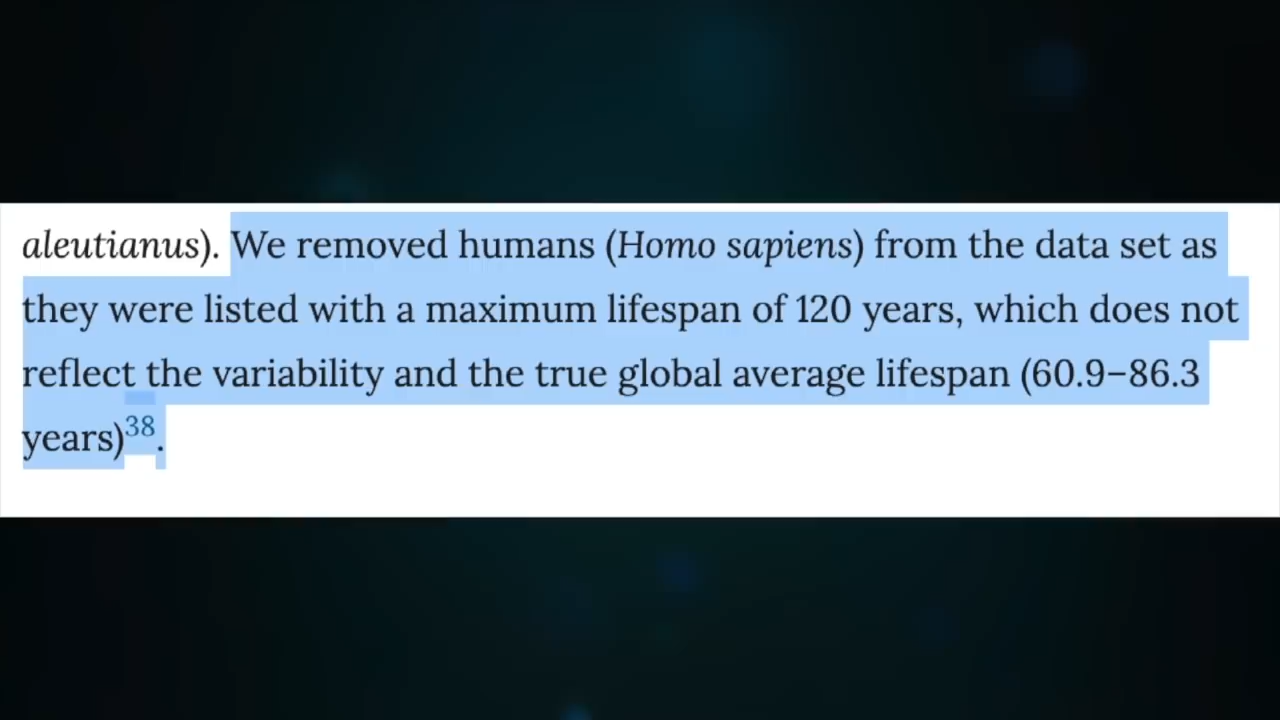 aleutianus). We removed humans (Homo sapiens) from the data set as
they were listed with a maximum lifespan of 120 years, which does not
reflect the variability and the true global average lifespan (60.9–86.3
years)38.